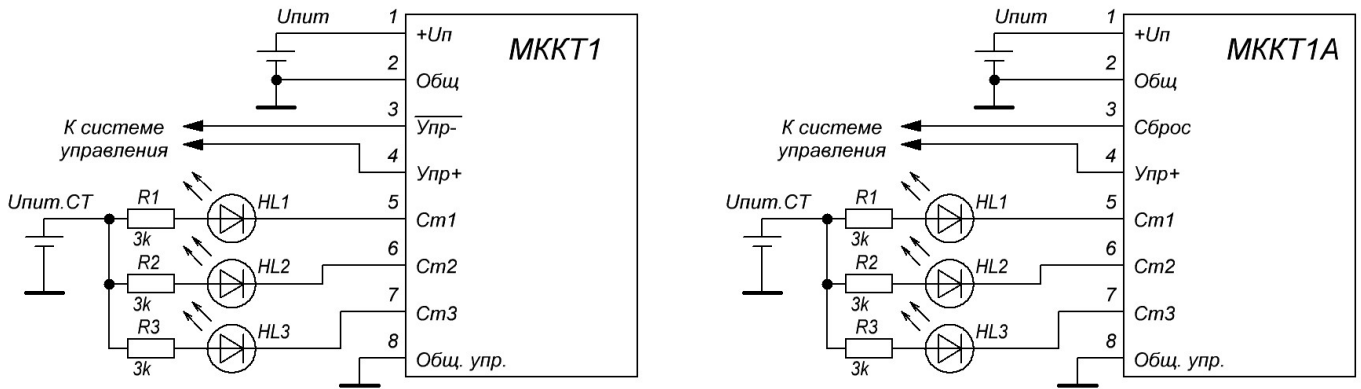 Uпит
1
+Uп
МККТ1
2
Общ
3
Упр-
К системе
управления
4
Упр+
Uпит.СТ
R1
HL1
5
Ст1
3k
R2
HL2
6
Ст2
3k
R3
HL3
7
Ст3
3k
8
Общ. упр.
Uпит
1
+Uп
МККТ1А
2
Общ
3
Сброс
К системе
управления
4
Упр+
Uпит.СТ
R1
HL1
5
Ст1
3k
R2
HL2
6
Ст2
3k
R3
HL3
7
Ст3
3k
8
Общ. упр.